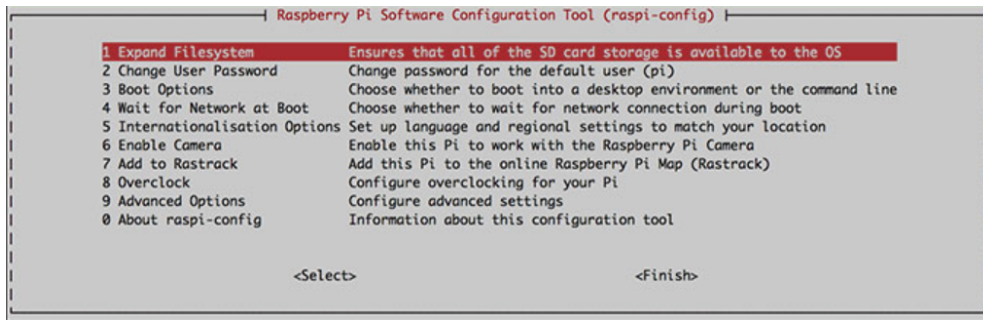 Raspberry Pi Software Configuration Tool (raspi-config)
1 Expand Filesystem Ensures that all of the SD card storage is available to the OS
2 Change User Password Change password for the default user (pi)
3 Boot Options Choose whether to boot into a desktop environment or the command line
4 Wait for Network at Boot Choose whether to wait for network connection during boot
5 Internationalisation Options Set up language and regional settings to match your location
6 Enable Camera Enable this Pi to work with the Raspberry Pi Camera
7 Add to Rastrack Add this Pi to the online Raspberry Pi Map (Rastrack)
8 Overclock Configure overclocking for your Pi
9 Advanced Options Configure advanced settings
0 About raspi-config Information about this configuration tool
<Select> <Finish>